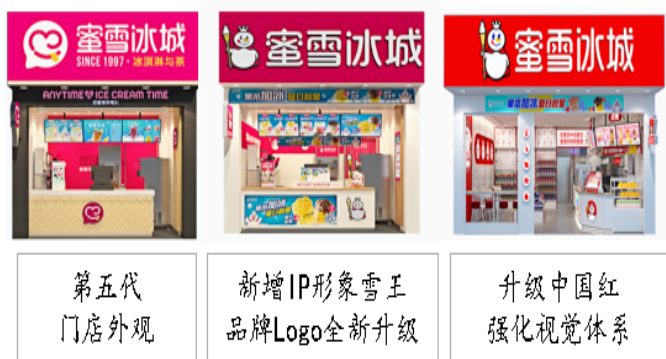 蜜雪冰城
SINCE 1997·冰淇淋与茶
ANYTIME ICE CREAM TIME
蜜雪冰城
蜜雪冰城
第五代
门店外观
新增IP形象雪王
品牌Logo全新升级
升级中国红
强化视觉体系